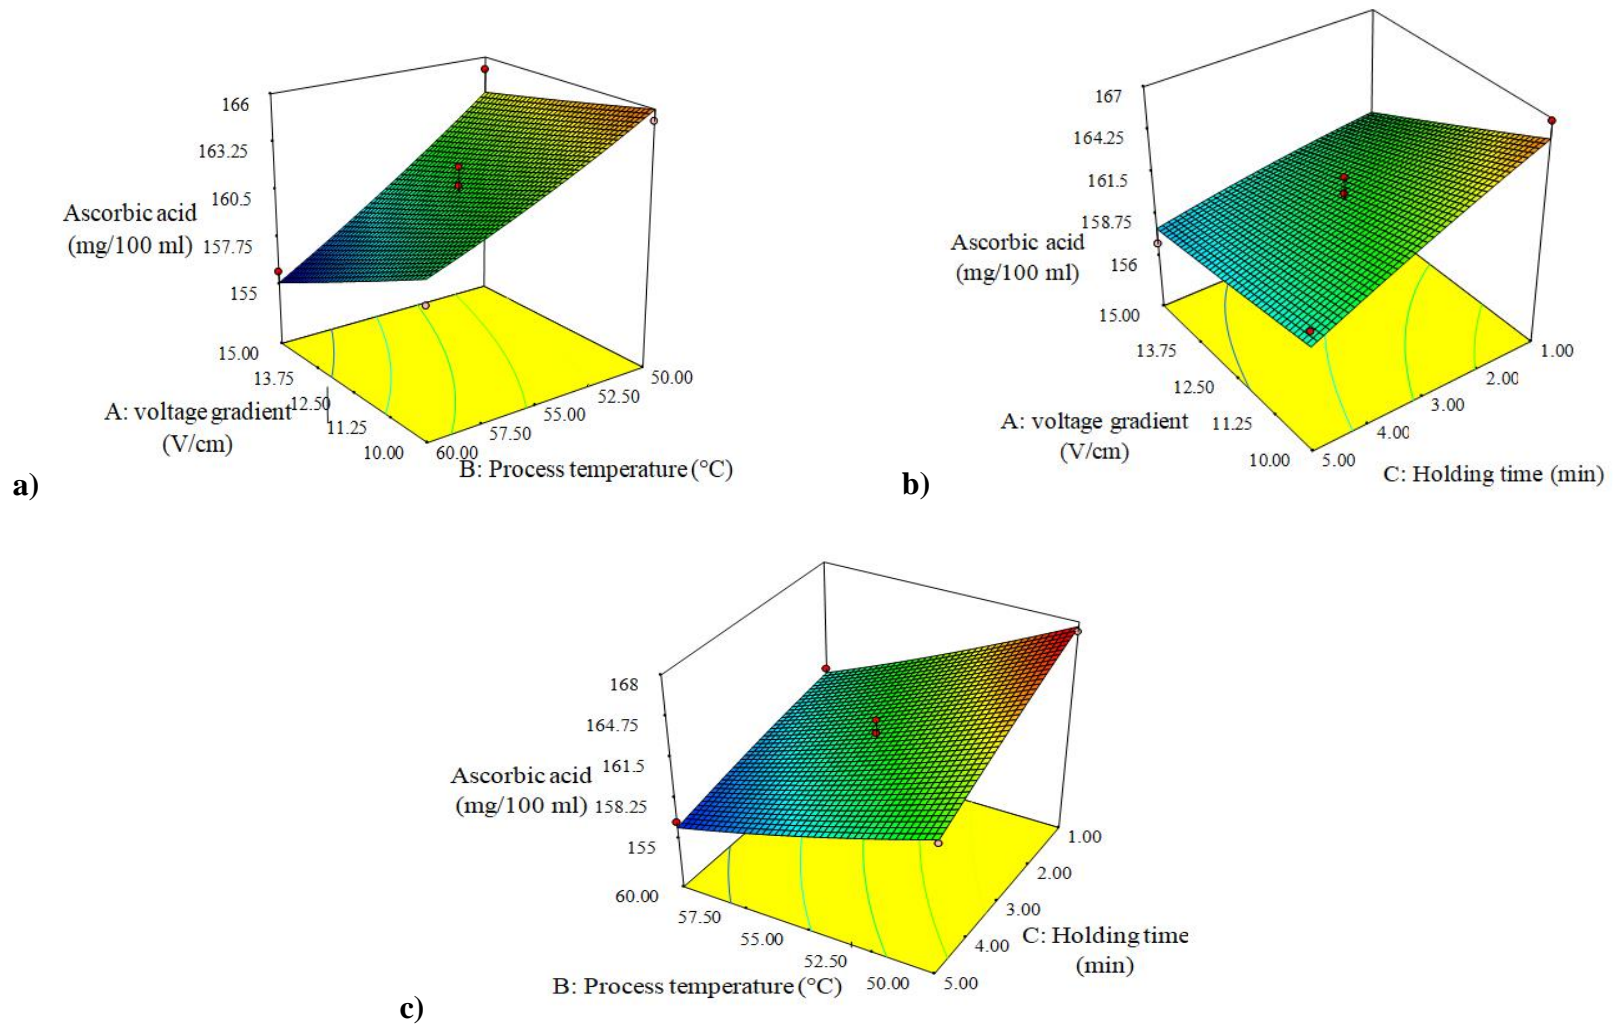 166
163.25
160.5
157.75
155
Ascorbic acid
(mg/100 ml)
15.00
13.75
12.50
11.25
10.00
A: voltage gradient
(V/cm)
60.00
57.50
55.00
52.50
50.00
B: Process temperature (°C)
a)
167
164.25
161.5
158.75
156
Ascorbic acid
(mg/100 ml)
15.00
13.75
12.50
11.25
10.00
A: voltage gradient
(V/cm)
5.00
4.00
3.00
2.00
1.00
C: Holding time (min)
b)
168
164.75
161.5
158.25
155
Ascorbic acid
(mg/100 ml)
60.00
57.50
55.00
52.50
50.00
B: Process temperature (°C)
5.00
4.00
3.00
2.00
1.00
C: Holding time
(min)
c)